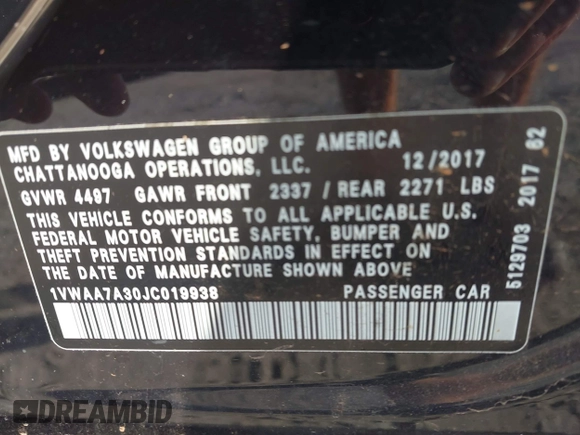 MFD BY VOLKSWAGEN GROUP OF AMERICA
CHATTANOOGA OPERATIONS, LLC. 12/2017
GVWR 4497 GAWR FRONT 2337 / REAR 2271 LBS
THIS VEHICLE CONFORMS TO ALL APPLICABLE U.S.
FEDERAL MOTOR VEHICLE SAFETY, BUMPER AND
THEFT PREVENTION STANDARDS IN EFFECT ON
DATE OF MANUFACTURE SHOWN ABOVE
1VWAA7A30JC019938 PASSENGER CAR
5129703 2017 62
DREAMBID